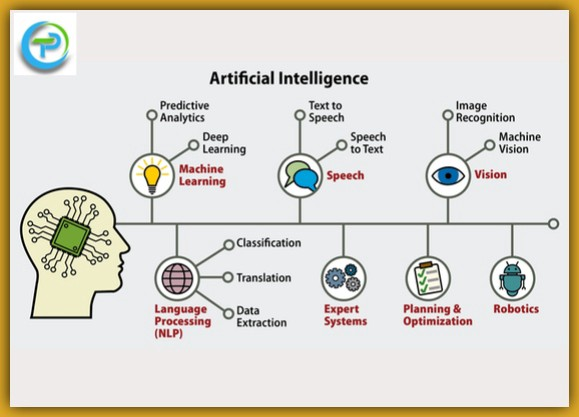 Artificial Intelligence
Predictive
Analytics
Deep
Learning
Machine
Learning
Text to
Speech
Speech
to Text
Speech
Image
Recognition
Machine
Vision
Vision
Classification
Translation
Data
Extraction
Language
Processing
(NLP)
Expert
Systems
Planning &
Optimization
Robotics